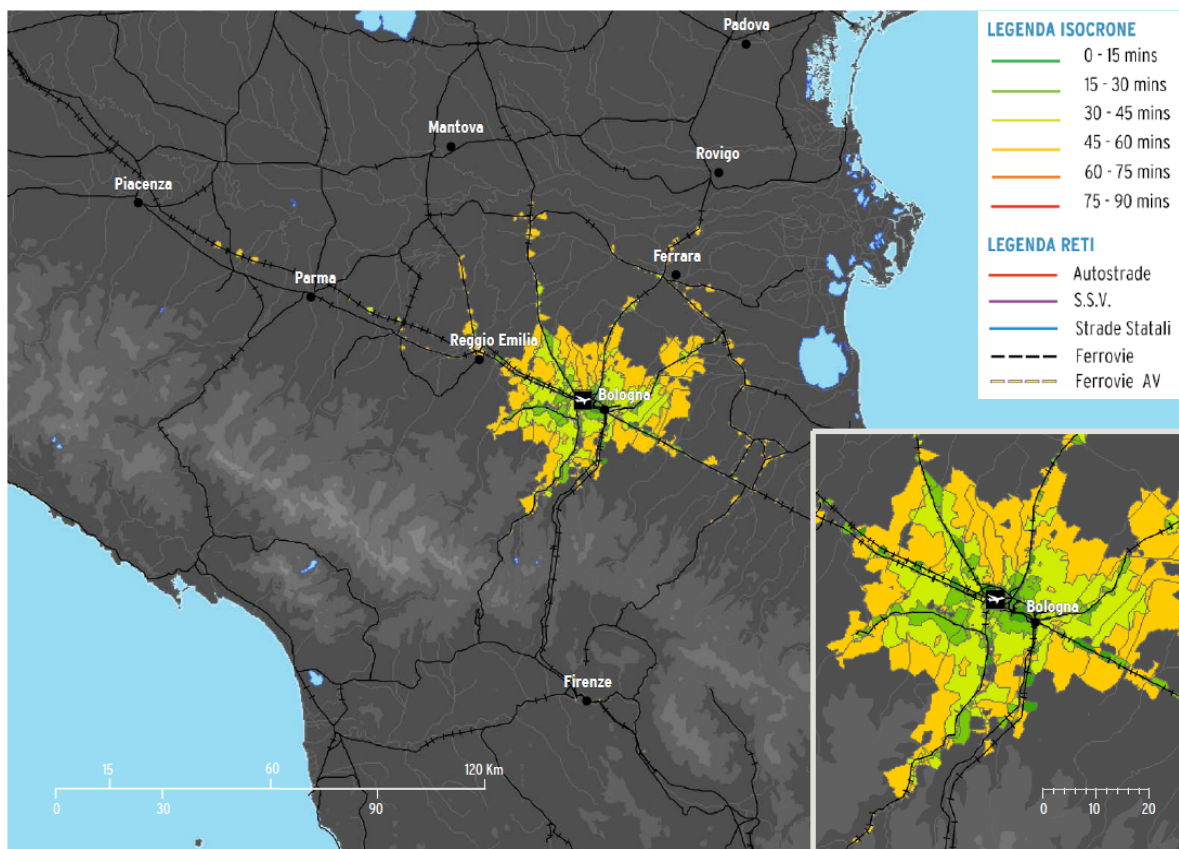 Padova
Mantova
Rovigo
Piacenza
Ferrara
Parma
Reggio Emilia
Bologna
Firenze
15
60
120 Km
0
30
90
LEGENDA ISOCRONE
0 - 15 mins
15 - 30 mins
30 - 45 mins
45 - 60 mins
60 - 75 mins
75 - 90 mins
LEGENDA RETI
Autostrade
S.S.V.
Strade Statali
Ferrovie
Ferrovie AV
Bologna
0
10
20